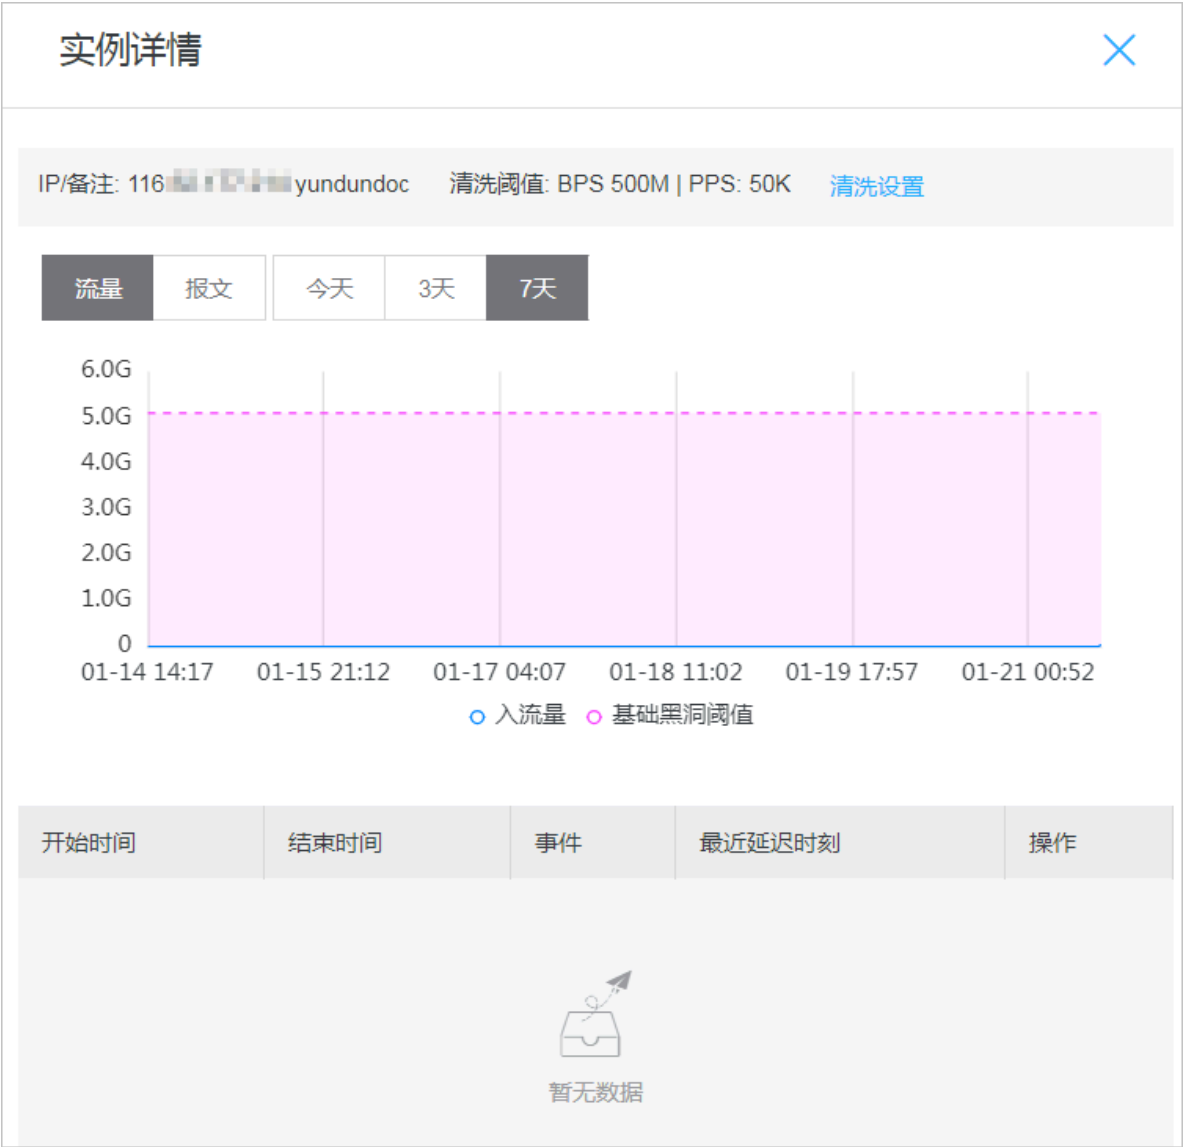 实例详情
IP/备注: 116 yundundoc 清洗阈值: BPS 500M | PPS: 50K 清洗设置
流量 报文 今天 3天 7天
6.0G
5.0G
4.0G
3.0G
2.0G
1.0G
0
01-14 14:17 01-15 21:12 01-17 04:07 01-18 11:02 01-19 17:57 01-21 00:52
入流量 基础黑洞阈值
开始时间 结束时间 事件 最近延迟时刻 操作
暂无数据